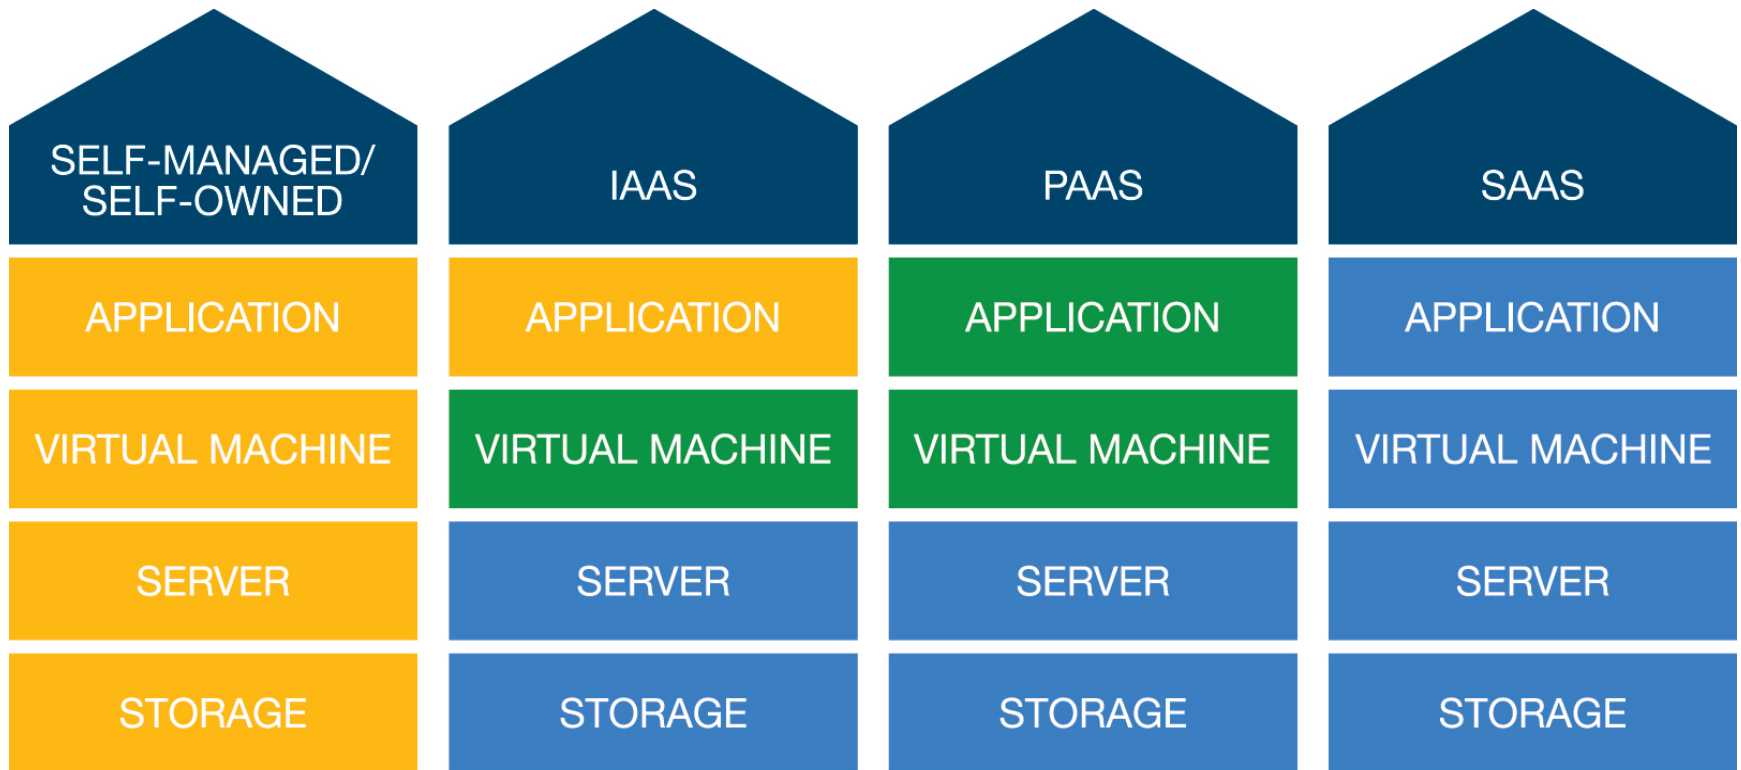 SELF-MANAGED/
SELF-OWNED
IAAS
PAAS
SAAS
APPLICATION
APPLICATION
APPLICATION
APPLICATION
VIRTUAL MACHINE
VIRTUAL MACHINE
VIRTUAL MACHINE
VIRTUAL MACHINE
SERVER
SERVER
SERVER
SERVER
STORAGE
STORAGE
STORAGE
STORAGE